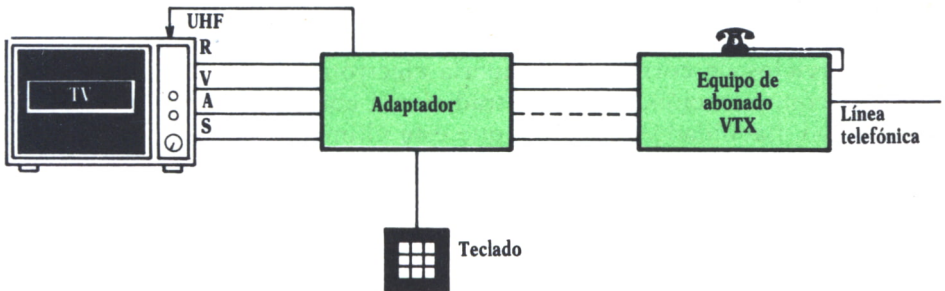 UHF
R
V
A
S
TV
Adaptador
Equipo de
abonado
VTX
Línea
telefónica
Teclado